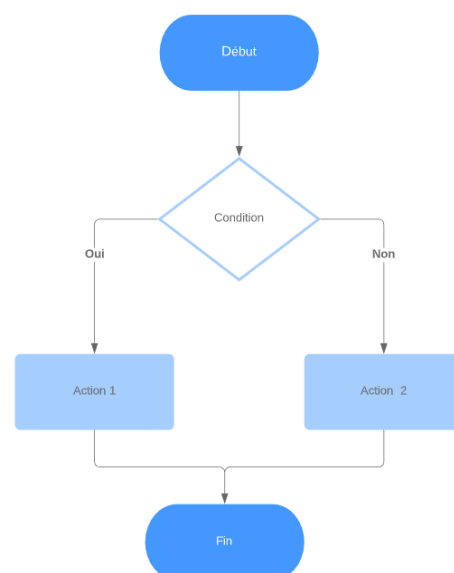 Début
Condition
Oui
Non
Action 1
Action  2
Fin